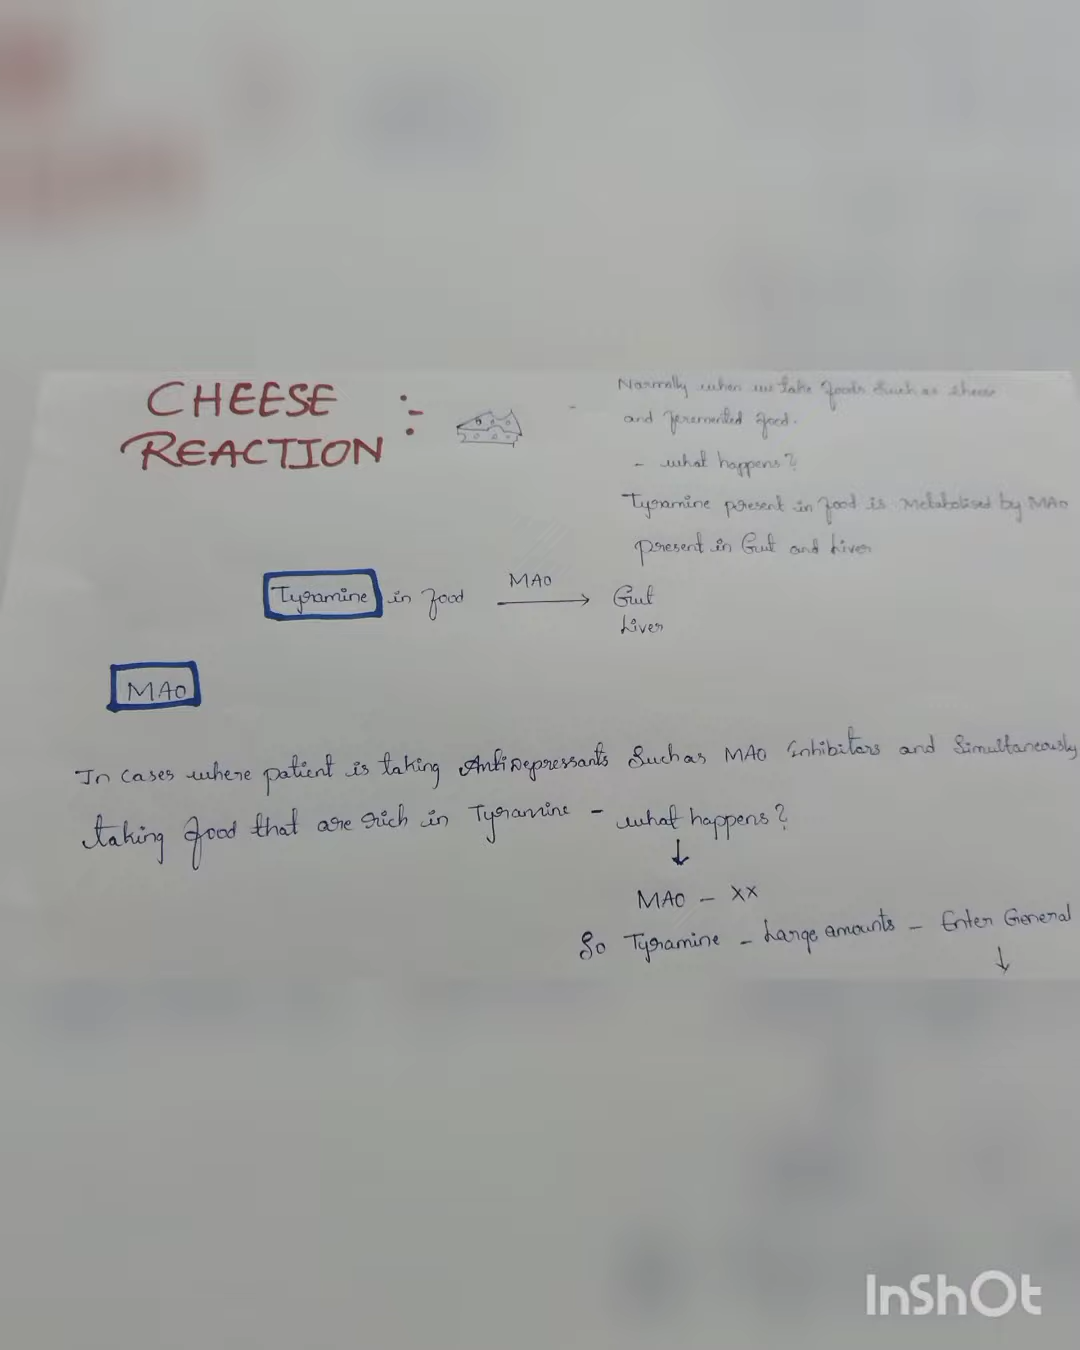 CHEESE
REACTION :-
Normally when we take foods such as cheese
and feremented food.
- what happens?
Tyramine present in food is Metabolised by MAO
present in Gut and Liver
Tyramine in food MAO Gut
Liver
MAO
In cases where patient is taking AntiDepressants Such as MAO Inhibitors and Simultaneously
taking food that are rich in Tyramine - what happens?
MAO - XX
So Tyramine - Large amounts - Enter General
InShOt